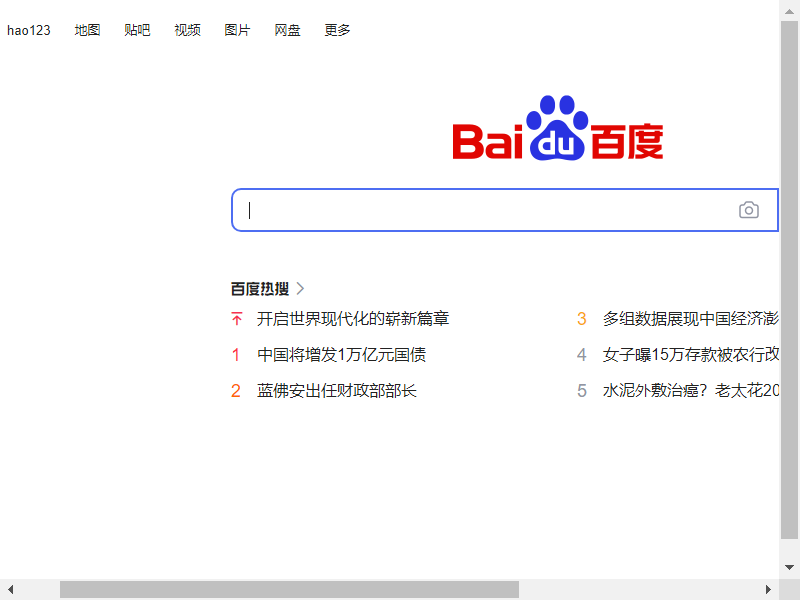 hao123 地图 贴吧 视频 图片 网盘 更多
Bai du 百度
百度热搜
开启世界现代化的崭新篇章
1 中国将增发1万亿元国债
2 蓝佛安出任财政部部长
3 多组数据展现中国经济澎
4 女子曝15万存款被农行改
5 水泥外敷治癌？老太花20